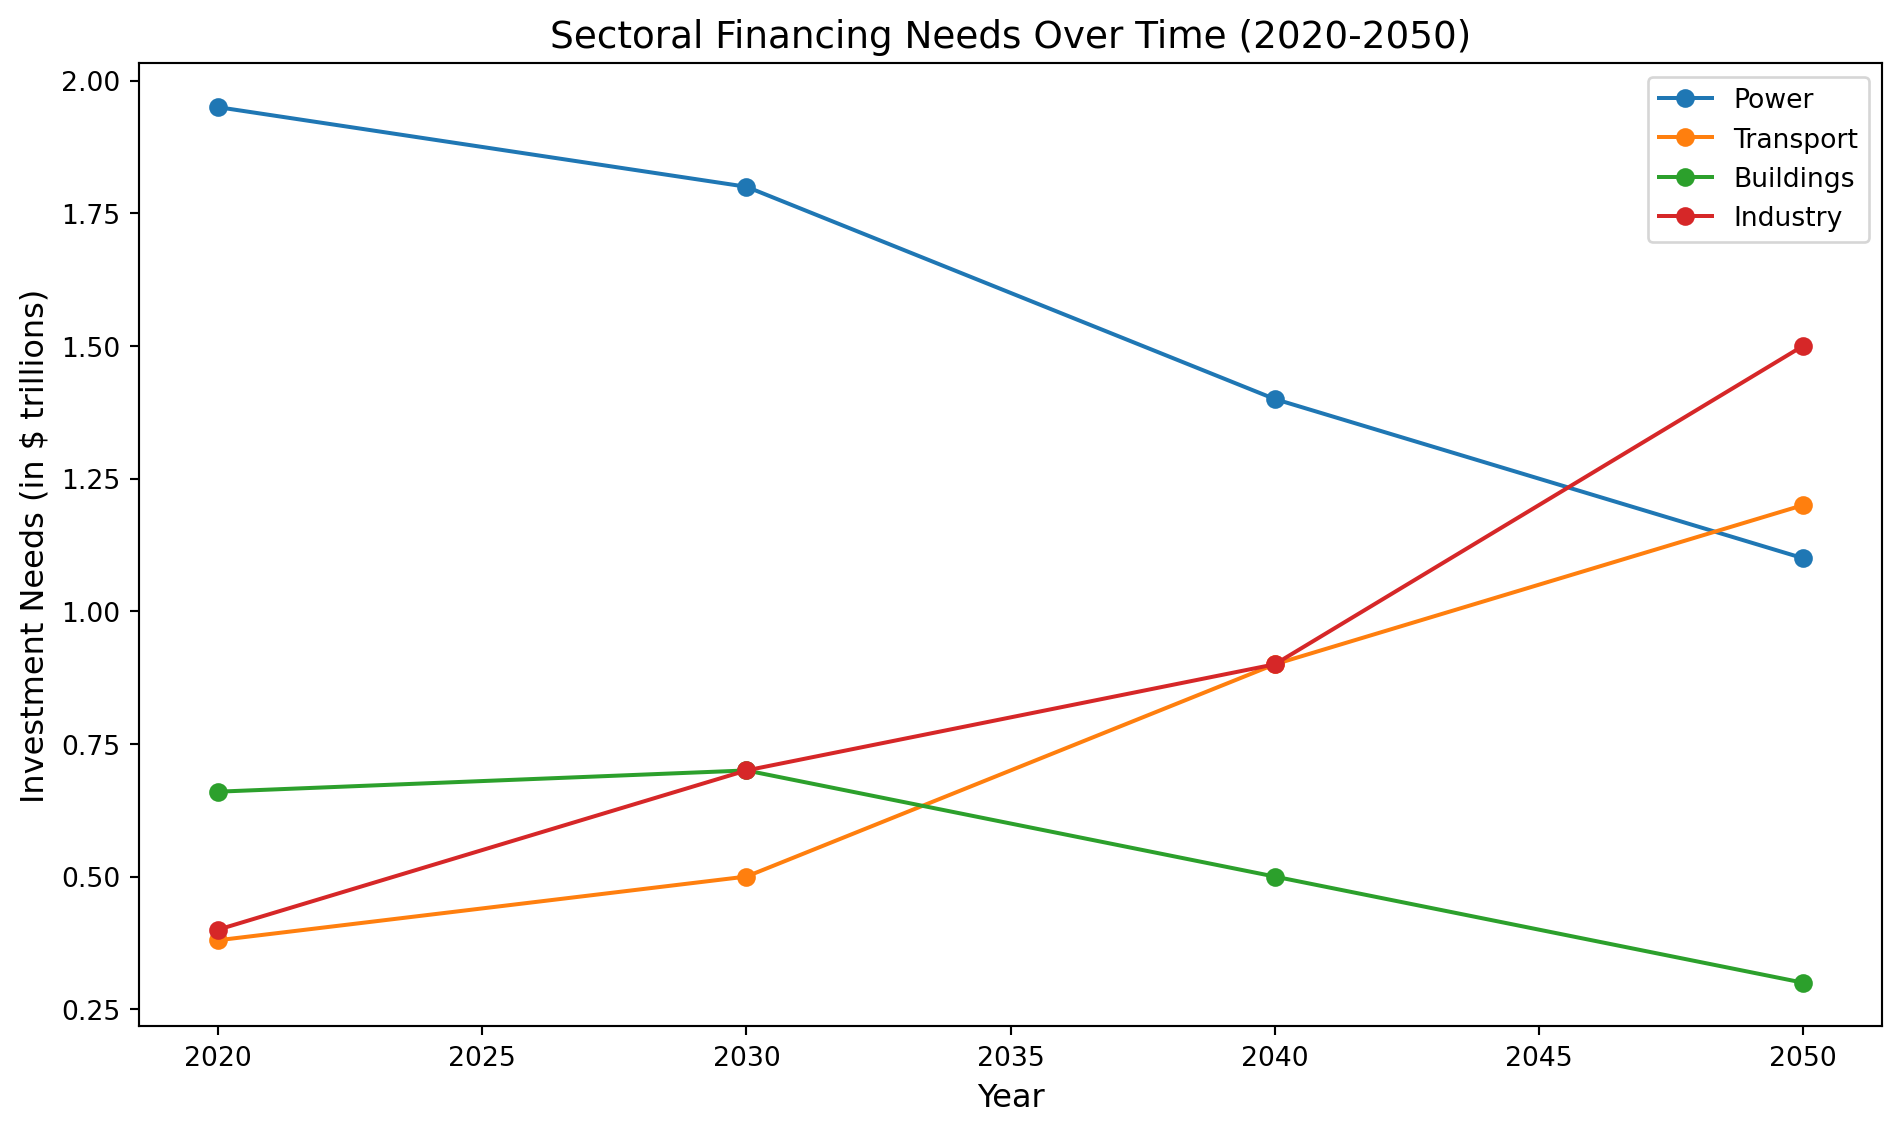 Sectoral Financing Needs Over Time (2020-2050)
Investment Needs (in $ trillions)
2.00
1.75
1.50
1.25
1.00
0.75
0.50
0.25
Power
Transport
Buildings
Industry
2020 2025 2030 2035 2040 2045 2050
Year